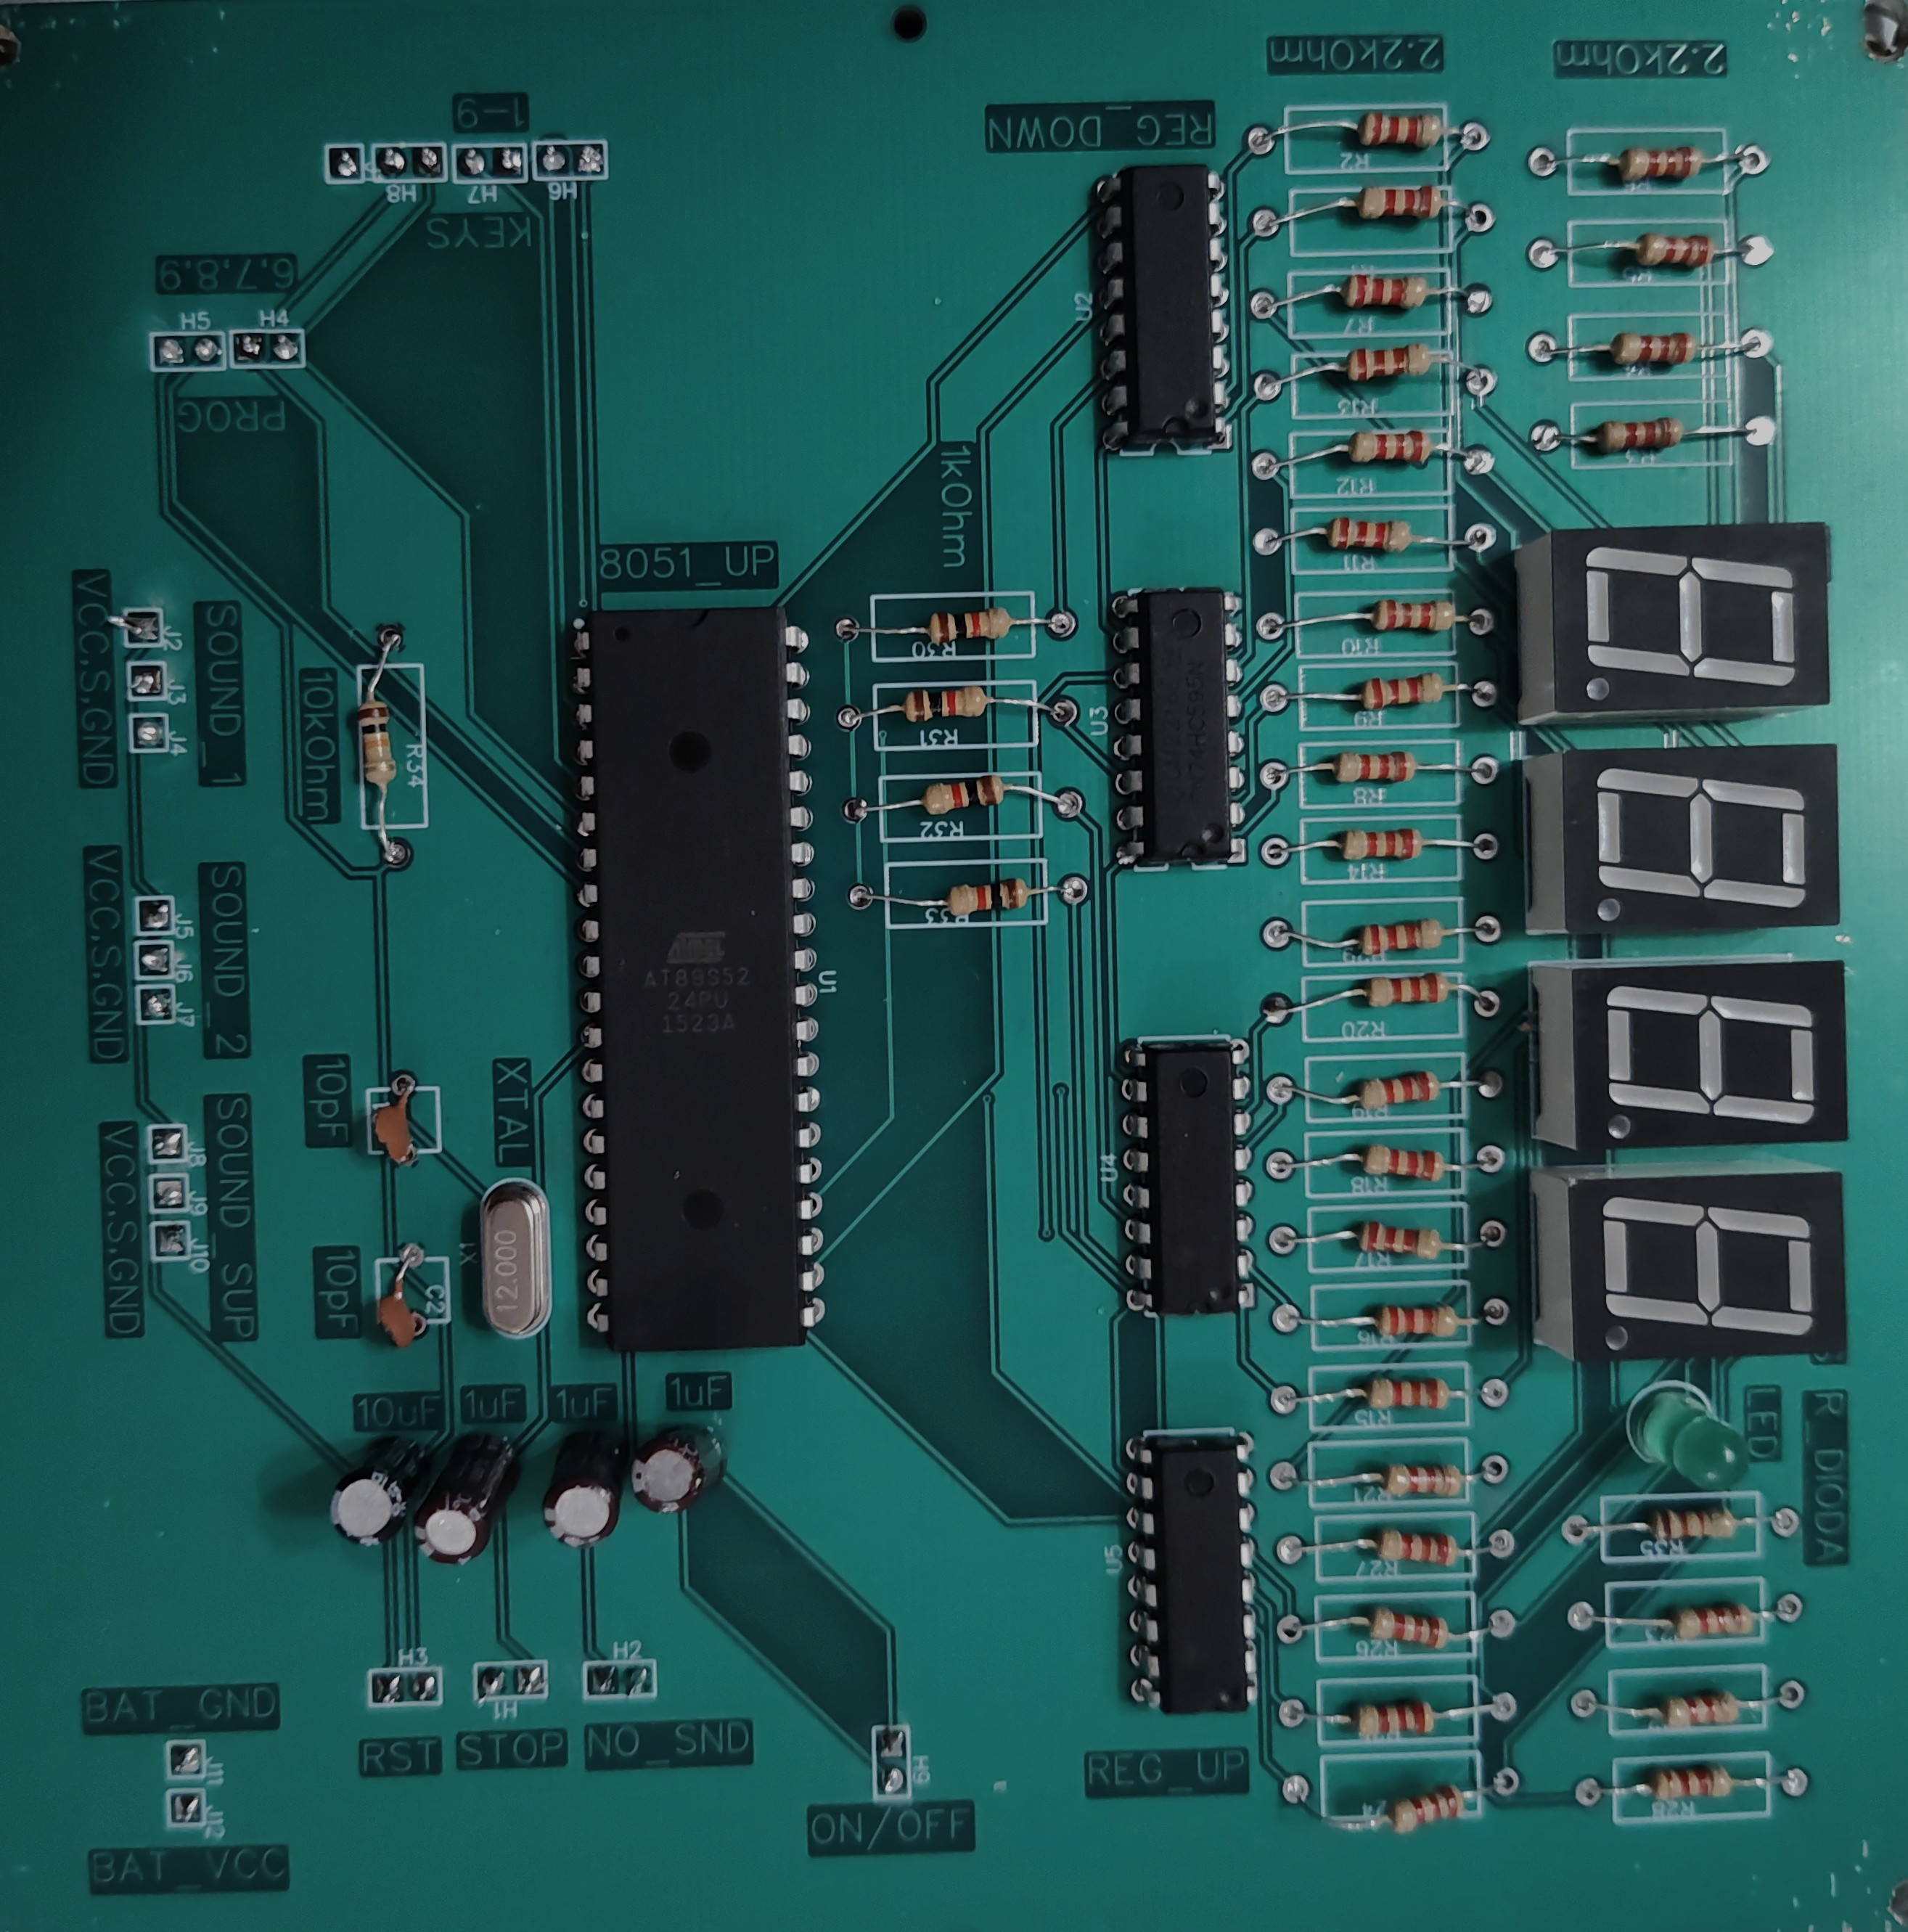 2.2kOhm
2.2kOhm
1-9
REG_DOWN
R2
H8
H7
H6
KEYS
6,7,8,9
H5
H4
PROG
U2
R7
R13
R12
R11
1kOhm
8051_UP
VCC,S,GND
J2
J3
J4
SOUND_1
10kOhm
R34
R30
R31
R32
R33
U3
M74HC595N
R10
R9
R8
R14
VCC,S,GND
J5
J6
J7
SOUND_2
ATMEL
AT89S52
24PU
1523A
U1
R20
R19
R18
R17
R16
R15
R21
R27
R26
10pF
XTAL
VCC,S,GND
J8
J9
J10
SOUND_SUP
10pF
C2
X1
12.000
U4
10uF
1uF
1uF
1uF
LED
R_DIODA
R35
U5
H3
H1
H2
BAT_GND
RST
STOP
NO_SND
J11
J12
H9
REG_UP
R28
ON/OFF
BAT_VCC